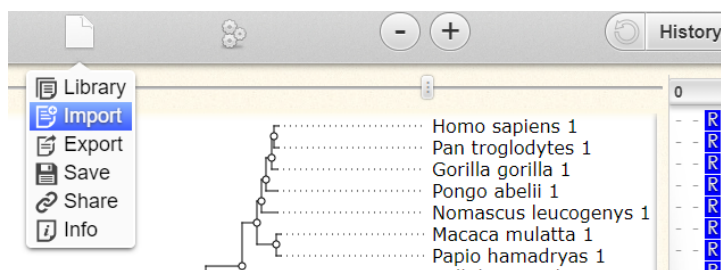 - +
History
Library
Import
Export
Save
Share
Info
0
Homo sapiens 1
Pan troglodytes 1
Gorilla gorilla 1
Pongo abelii 1
Nomascus leucogenys 1
Macaca mulatta 1
Papio hamadryas 1
- - R
- - R
- - R
- - R
- - R
- - R
- - R